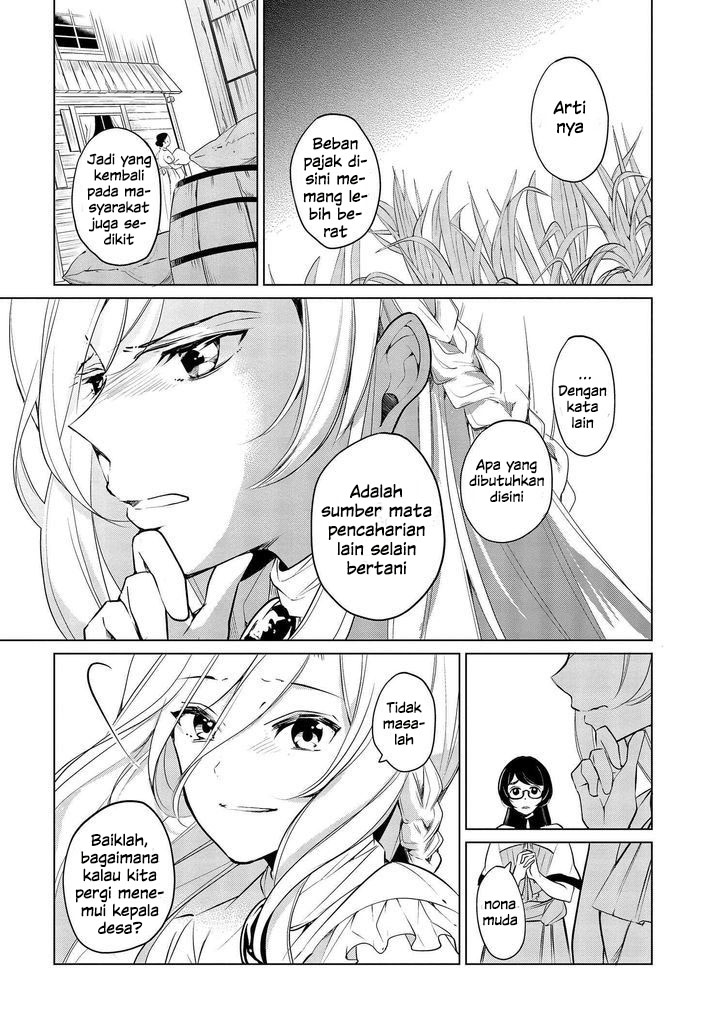 Arti
nya
Beban
pajak di-
sini me-
mang le-
bih be-
rat
Jadi yang
kembali
pada ma-
syarakat
juga se-
dikit
...
Dengan
kata
lain
Apa yang
dibutuhkan
disini
Adalah
sumber mata
pencaharian
lain selain
bertani
nona
muda
Tidak
masa-
lah
Baiklah,
bagaimana
kalau kita
pergi mene-
mui kepala
desa?